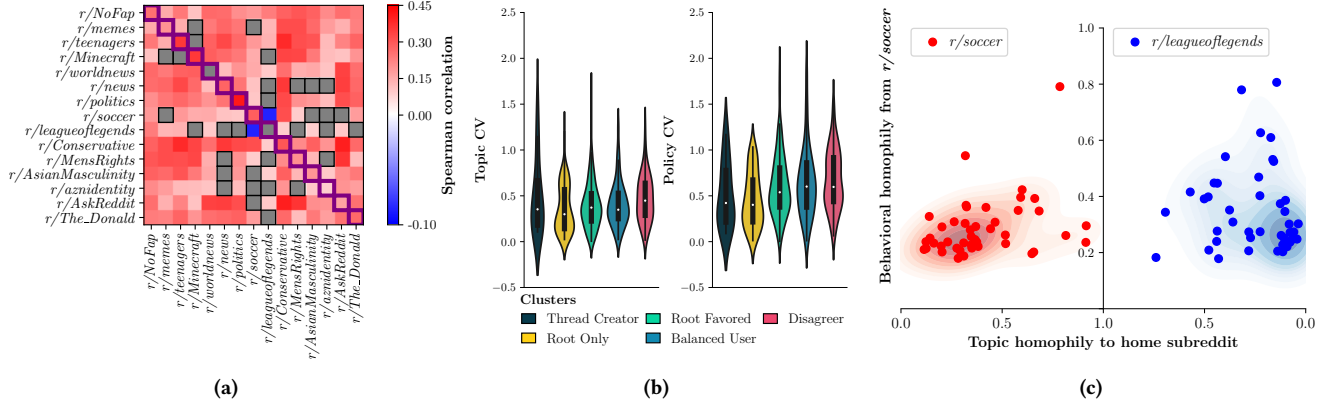 r/NoFap
r/memes
r/teenagers
r/Minecraft
r/worldnews
r/news
r/politics
r/soccer
r/leagueoflegends
r/Conservative
r/MensRights
r/AsianMasculinity
r/aznidentity
r/AskReddit
r/The_Donald
r/NoFap
r/memes
r/teenagers
r/Minecraft
r/worldnews
r/news
r/politics
r/soccer
r/leagueoflegends
r/Conservative
r/MensRights
r/AsianMasculinity
r/aznidentity
r/AskReddit
r/The_Donald
0.45
0.30
0.15
0.00
-0.10
Spearman correlation
(a)
Topic CV
2.5
2.0
1.5
1.0
0.5
0.0
−0.5
Policy CV
2.5
2.0
1.5
1.0
0.5
0.0
−0.5
Clusters
Thread Creator
Root Favored
Disagreer
Root Only
Balanced User
(b)
Behavioral homophily from r/soccer
r/soccer
r/leagueoflegends
1.0
0.8
0.6
0.4
0.2
0.0
0.5
1.0
0.5
0.0
Topic homophily to home subreddit
(c)